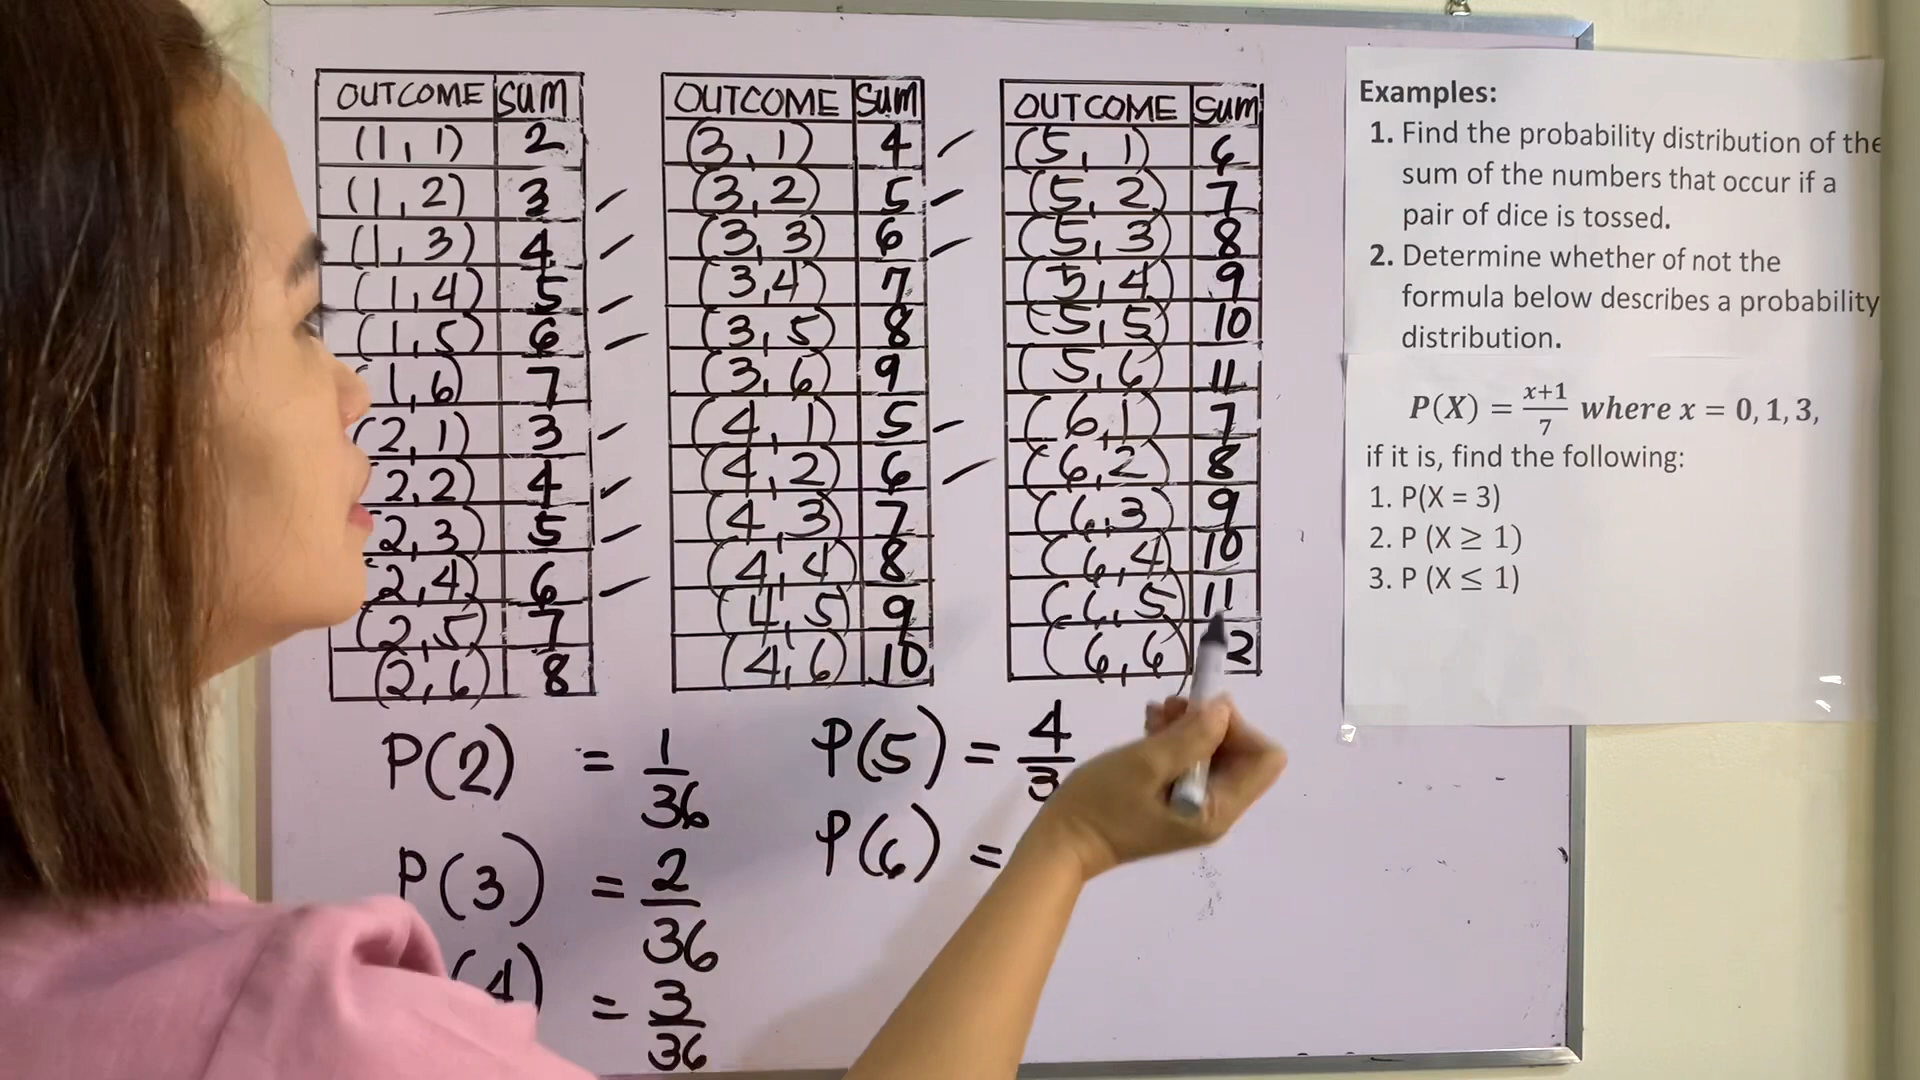 OUTCOME SUM
(1, 1) 2
(1, 2) 3
(1, 3) 4
(1, 4) 5
(1, 5) 6
1, 6) 7
(2, 1) 3
2, 2) 4
2, 3) 5
2, 4) 6
(2, 5) 7
(2, 6) 8
OUTCOME SUM
(3, 1) 4
(3, 2) 5
(3, 3) 6
(3, 4) 7
(3, 5) 8
(3, 6) 9
(4, 1) 5
(4, 2) 6
(4, 3) 7
(4, 4) 8
(4, 5) 9
(4, 6) 10
OUTCOME SUM
(5, 1) 6
(5, 2) 7
(5, 3) 8
(5, 4) 9
(5, 5) 10
(5, 6) 11
(6, 1) 7
(6, 2) 8
(6, 3) 9
(6, 4) 10
(6, 5) 11
(6, 6) 2
P(2) = 1/36
P(3) = 2/36
(4) = 3/36
P(5) = 4/3
P(6) =
Examples:
1. Find the probability distribution of the
sum of the numbers that occur if a
pair of dice is tossed.
2. Determine whether of not the
formula below describes a probability
distribution.
P(X) = x+1/7 where x = 0, 1, 3,
if it is, find the following:
1. P(X = 3)
2. P (X ≥ 1)
3. P (X ≤ 1)